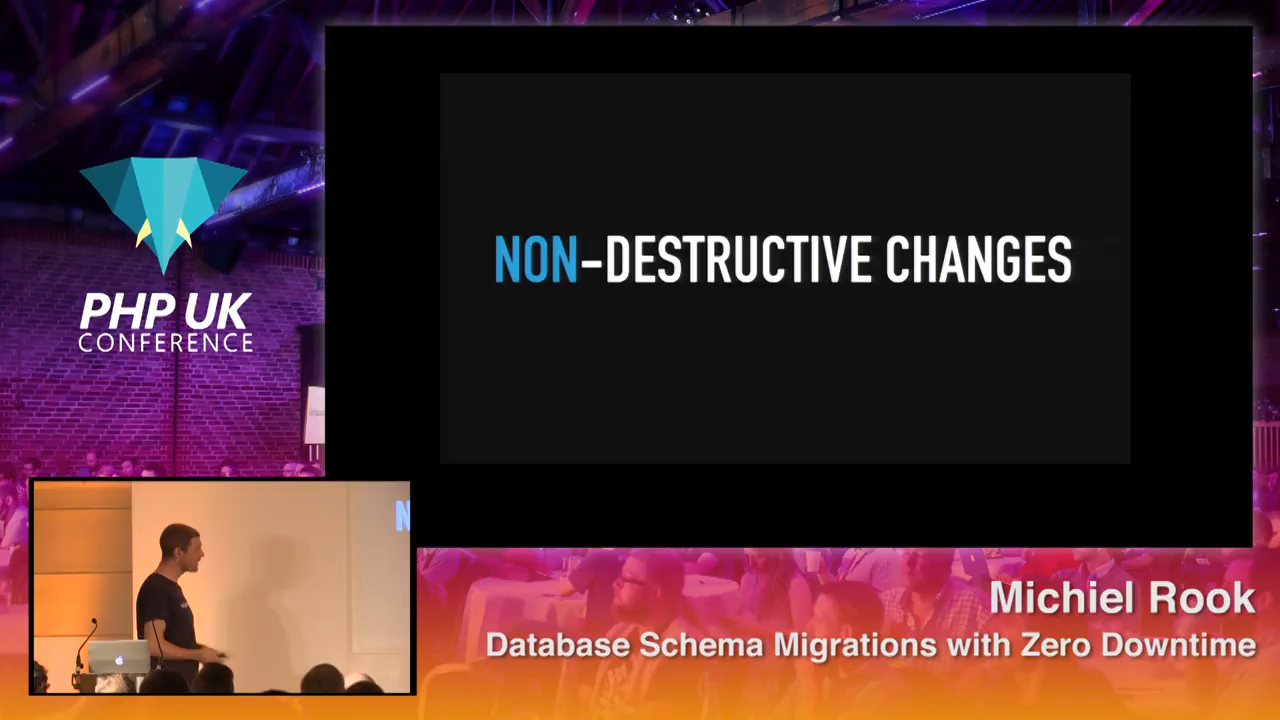 NON-DESTRUCTIVE CHANGES
PHP UK
CONFERENCE
N
Michiel Rook
Database Schema Migrations with Zero Downtime